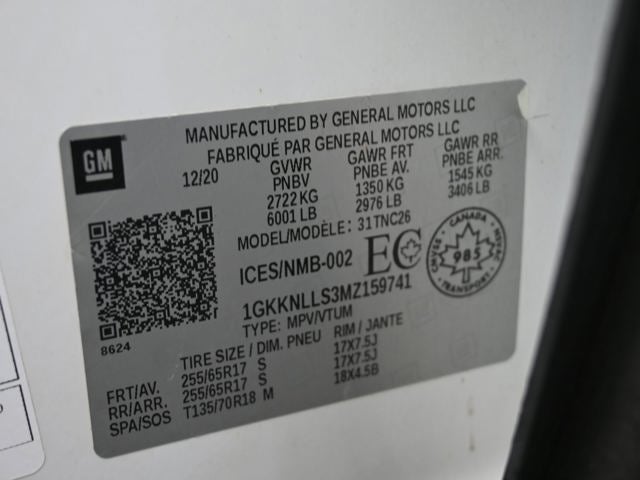 MANUFACTURED BY GENERAL MOTORS LLC
FABRIQUÉ PAR GENERAL MOTORS LLC
GM
12/20 GVWR GAWR FRT GAWR RR
PNBV PNBE AV. PNBE ARR.
2722 KG 1350 KG 1545 KG
6001 LB 2976 LB 3406 LB
MODEL/MODÈLE: 31TNC26
ICES/NMB-002 EC
CANADA
985
TRANSPORT
1GKKNLLS3MZ159741
TYPE: MPV/VTUM
8624
TIRE SIZE / DIM. PNEU RIM / JANTE
FRT/AV. 255/65R17 S 17X7.5J
RR/ARR. 255/65R17 S 17X7.5J
SPA/SOS T135/70R18 M 18X4.5B